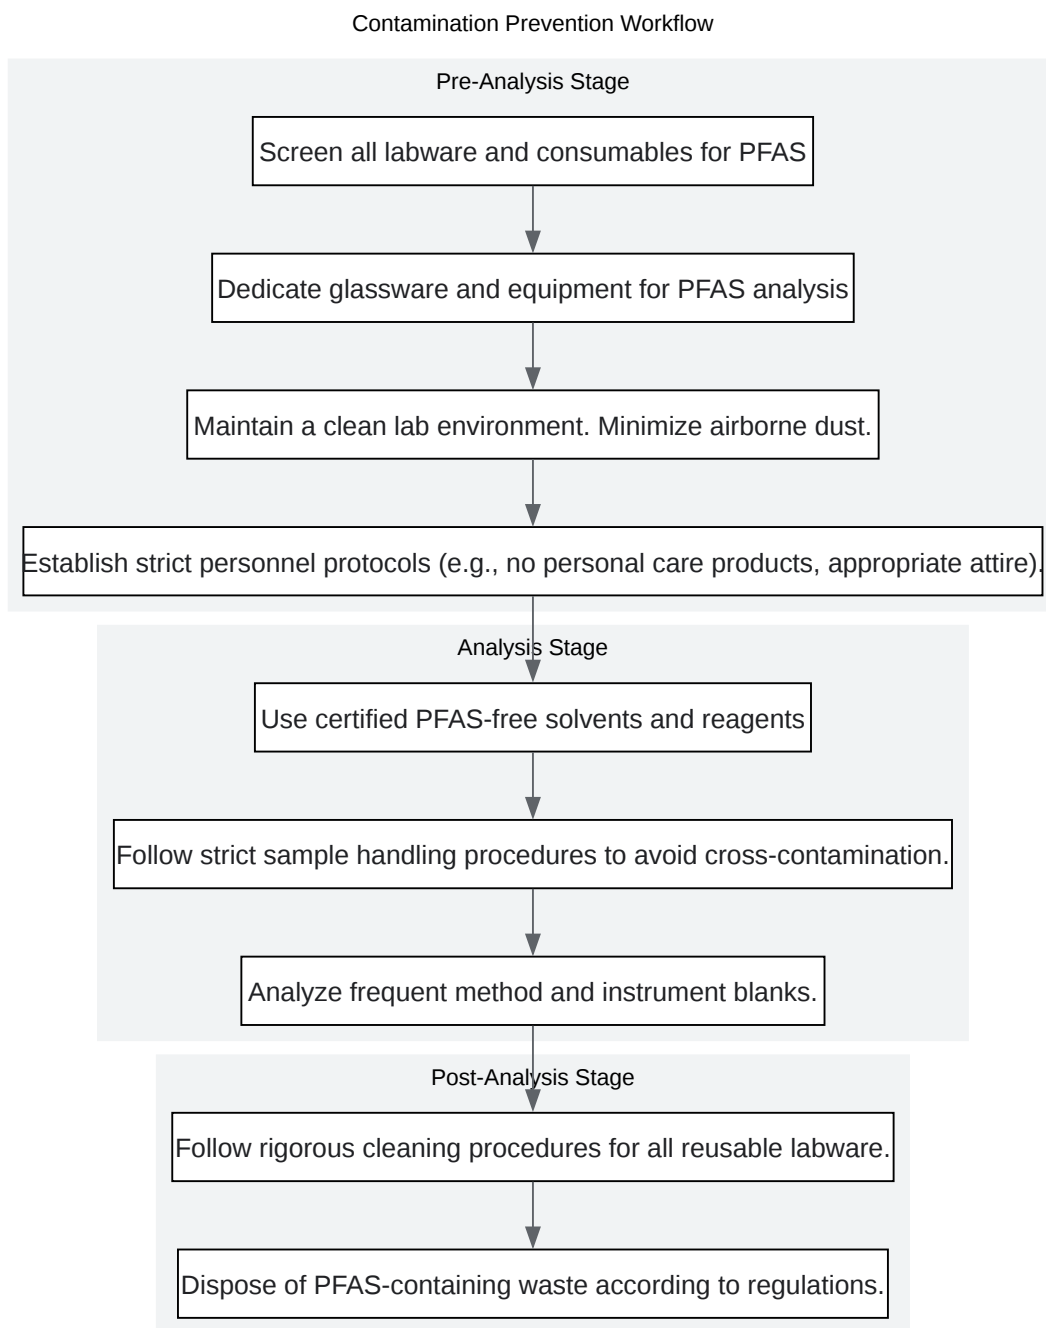 Contamination Prevention Workflow
Pre-Analysis Stage
Screen all labware and consumables for PFAS
Dedicate glassware and equipment for PFAS analysis
Maintain a clean lab environment. Minimize airborne dust.
Establish strict personnel protocols (e.g., no personal care products, appropriate attire).
Analysis Stage
Use certified PFAS-free solvents and reagents
Follow strict sample handling procedures to avoid cross-contamination.
Analyze frequent method and instrument blanks.
Post-Analysis Stage
Follow rigorous cleaning procedures for all reusable labware.
Dispose of PFAS-containing waste according to regulations.